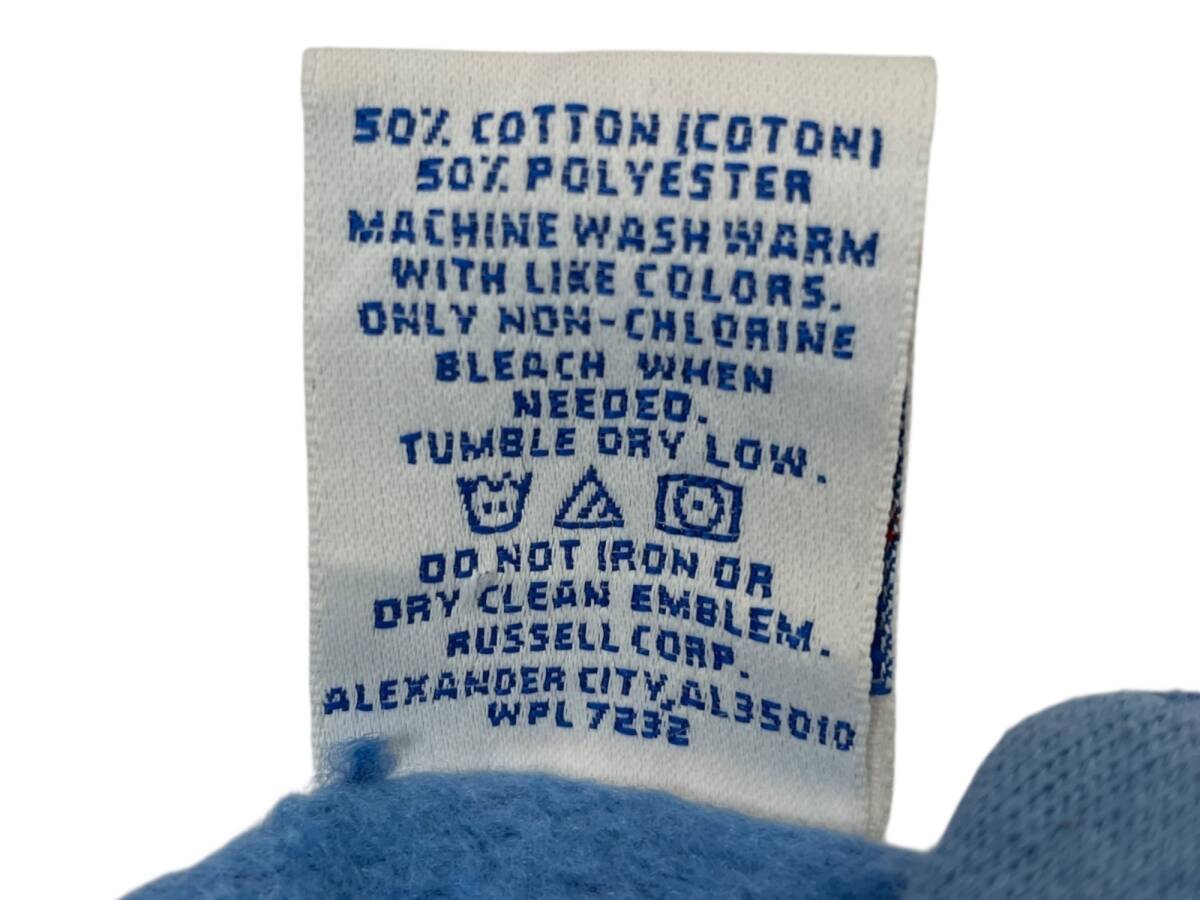 50% COTTON (COTON)
50% POLYESTER
MACHINE WASH WARM
WITH LIKE COLORS.
ONLY NON-CHLORINE
BLEACH WHEN
NEEDED.
TUMBLE DRY LOW.
DO NOT IRON OR
DRY CLEAN EMBLEM.
RUSSELL CORP.
ALEXANDER CITY, AL35010
WPL 7232